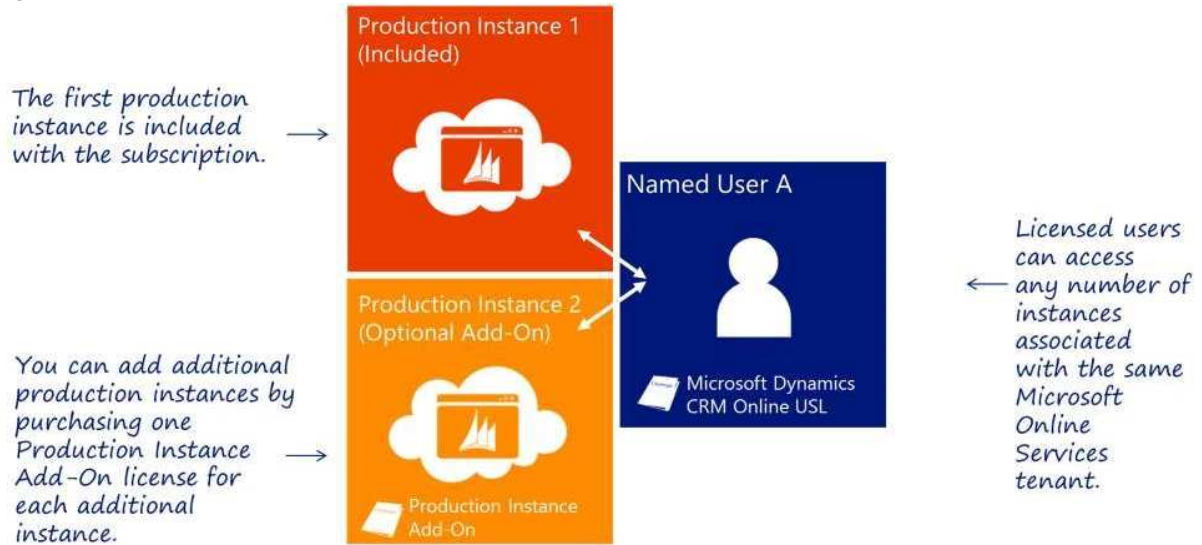 Production Instance 1
(Included)
The first production
instance is included
with the subscription.
Named User A
Microsoft Dynamics
CRM Online USL
Licensed users
can access
any number of
instances
associated
with the same
Microsoft
Online
Services
tenant.
Production Instance 2
(Optional Add-On)
Production Instance
Add-On
You can add additional
production instances by
purchasing one
Production Instance
Add-On license for
each additional
instance.